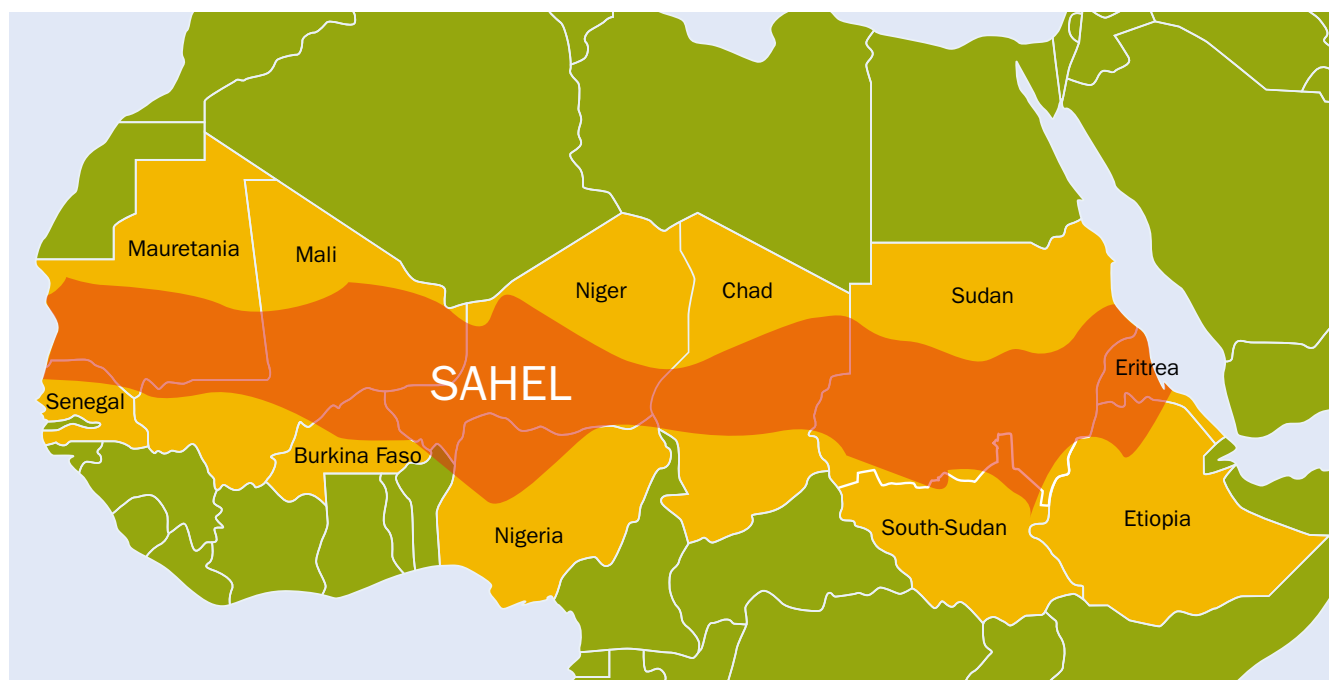 Mauretania
Mali
Niger
Chad
Sudan
SAHEL
Eritrea
Senegal
Burkina Faso
Nigeria
South-Sudan
Etiopia